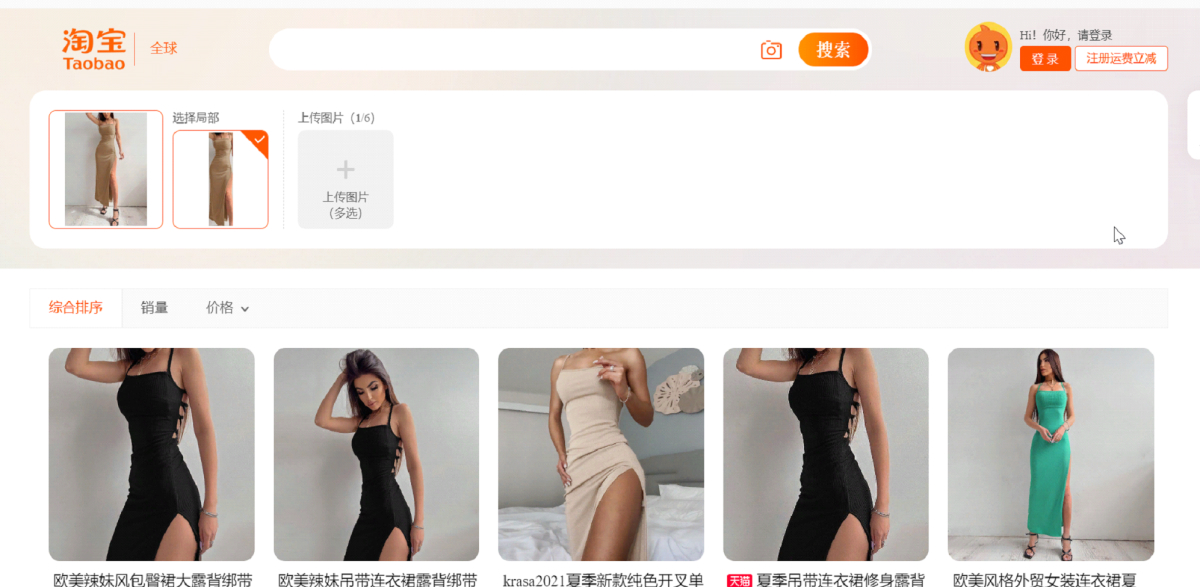 淘宝
Taobao
全球
搜索
Hi！你好，请登录
登录
注册运费立减
选择局部
上传图片（1/6）
上传图片
（多选）
综合排序
销量
价格
欧美辣妹风包臀裙大露背绑带
欧美辣妹吊带连衣裙露背绑带
krasa2021夏季新款纯色开叉单
天猫 夏季吊带连衣裙修身露背
欧美风格外贸女装连衣裙夏